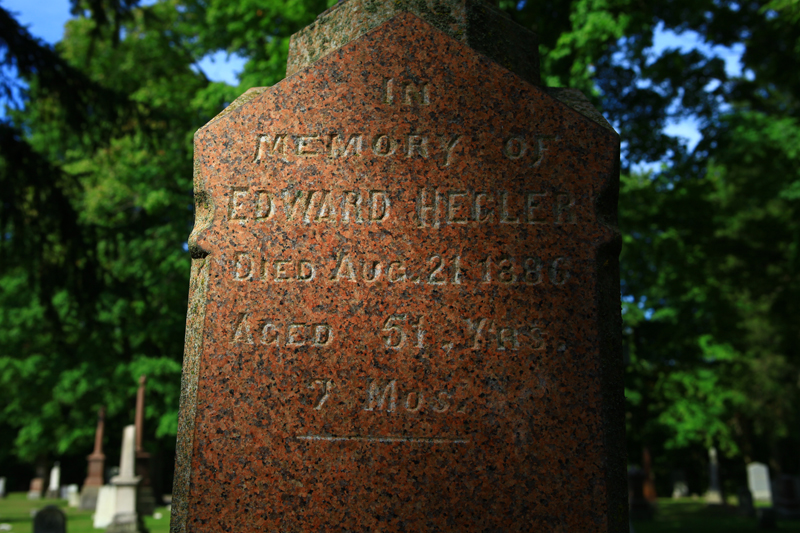 IN
MEMORY OF
EDWARD HEGLER
DIED AUG. 21 1886
AGED 51. YRS.
7 MOS.